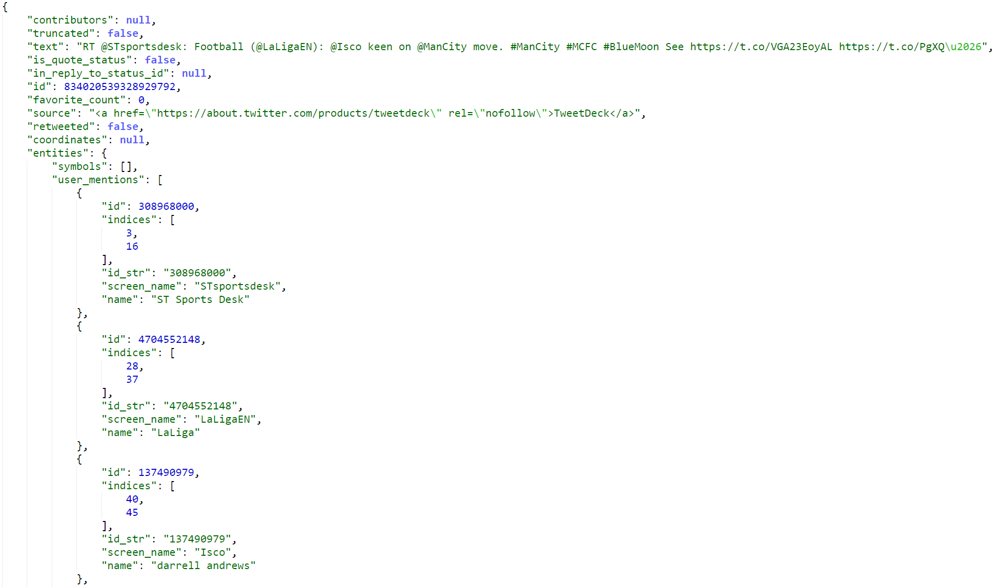 {
    "contributors": null,
    "truncated": false,
    "text": "RT @STsportsdesk: Football (@LaLigaEN): @Isco keen on @ManCity move. #ManCity #MCFC #BlueMoon See https://t.co/VGA23EoyAL https://t.co/PgXQ\u2026",
    "is_quote_status": false,
    "in_reply_to_status_id": null,
    "id": 834020539328929792,
    "favorite_count": 0,
    "source": "<a href=\"https://about.twitter.com/products/tweetdeck\" rel=\"nofollow\">TweetDeck</a>",
    "retweeted": false,
    "coordinates": null,
    "entities": {
        "symbols": [],
        "user_mentions": [
            {
                "id": 308968000,
                "indices": [
                    3,
                    16
                ],
                "id_str": "308968000",
                "screen_name": "STsportsdesk",
                "name": "ST Sports Desk"
            },
            {
                "id": 4704552148,
                "indices": [
                    28,
                    37
                ],
                "id_str": "4704552148",
                "screen_name": "LaLigaEN",
                "name": "LaLiga"
            },
            {
                "id": 137490979,
                "indices": [
                    40,
                    45
                ],
                "id_str": "137490979",
                "screen_name": "Isco",
                "name": "darrell andrews"
            },